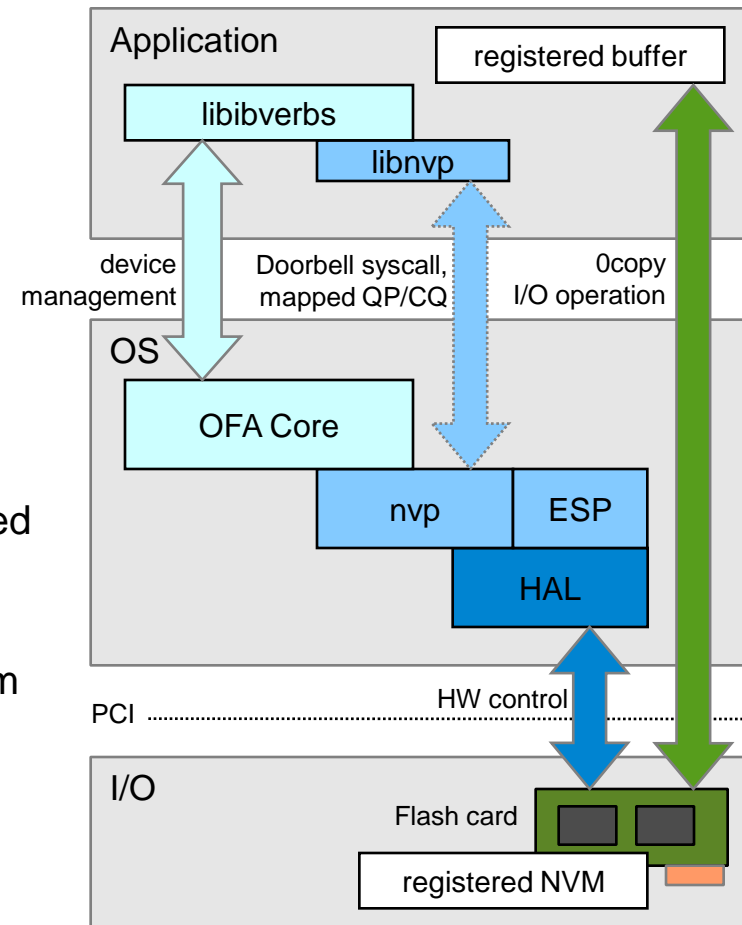 Application
registered buffer
libibverbs
libnvp
device
management
Doorbell syscall,
mapped QP/CQ
0copy
I/O operation
OS
OFA Core
nvp
ESP
ed
HAL
m
HW control
PCI
I/O
Flash card
registered NVM